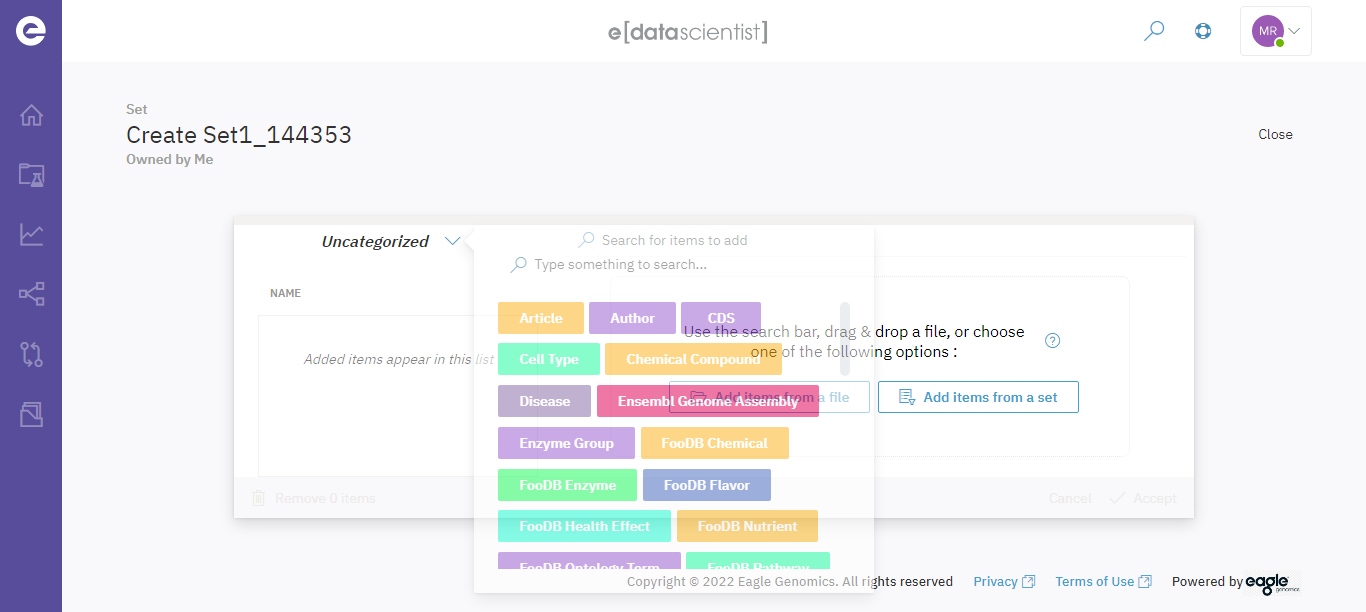 e[datascientist]
MR
Set
Create Set1_144353
Owned by Me
Close
Uncategorized
Search for items to add
Type something to search...
NAME
Article
Author
CDS
Use the search bar, drag & drop a file, or choose
one of the following options :
?
Added items appear in this list
Cell Type
Chemical Compound
Disease
Ensembl Genome Assembly
Add items from a file
Add items from a set
Enzyme Group
FooDB Chemical
FooDB Enzyme
FooDB Flavor
Remove 0 items
Cancel
Accept
FooDB Health Effect
FooDB Nutrient
FooDB Ontology Term
FooDB Pathway
Copyright © 2022 Eagle Genomics. All rights reserved
Privacy
Terms of Use
Powered by eagle genomics